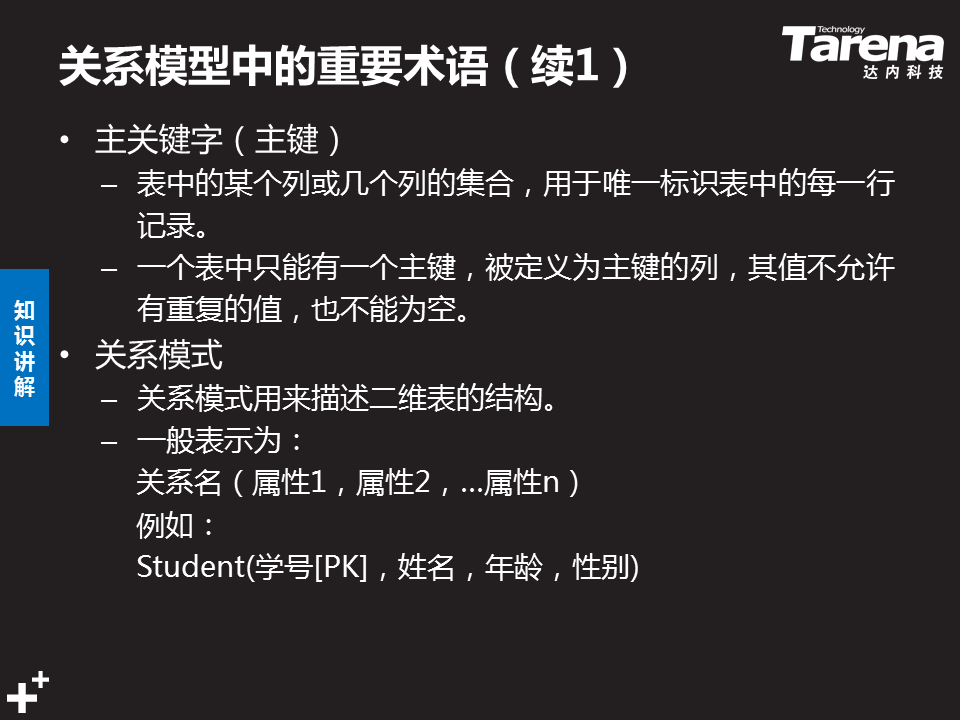 关系模型中的重要术语（续1）
Technology
Tarena
达内科技
• 主关键字（主键）
– 表中的某个列或几个列的集合，用于唯一标识表中的每一行
记录。
– 一个表中只能有一个主键，被定义为主键的列，其值不允许
有重复的值，也不能为空。
知识讲解
• 关系模式
– 关系模式用来描述二维表的结构。
– 一般表示为：
关系名（属性1，属性2，…属性n）
例如：
Student(学号[PK]，姓名，年龄，性别)